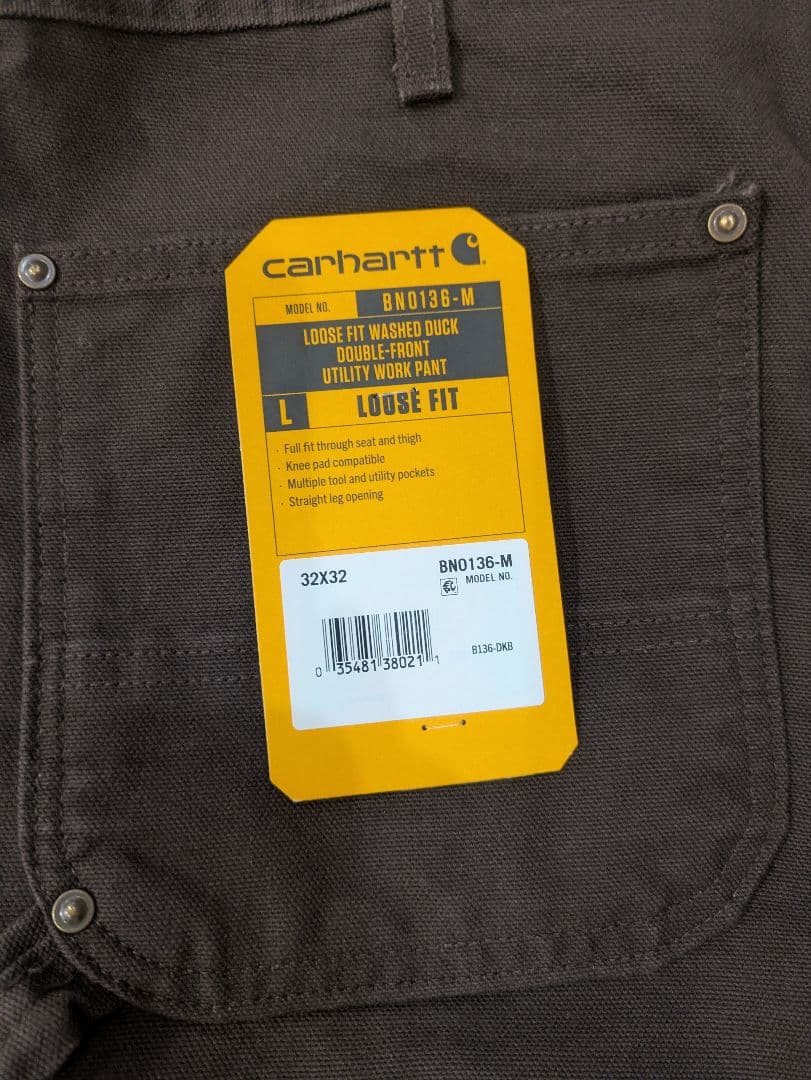 carhartt
MODEL NO. BN0136-M
LOOSE FIT WASHED DUCK
DOUBLE-FRONT
UTILITY WORK PANT
L LOOSE FIT
· Full fit through seat and thigh
· Knee pad compatible
· Multiple tool and utility pockets
· Straight leg opening
32X32 BN0136-M
MODEL NO.
B136-DKB
0 35481 38021 1